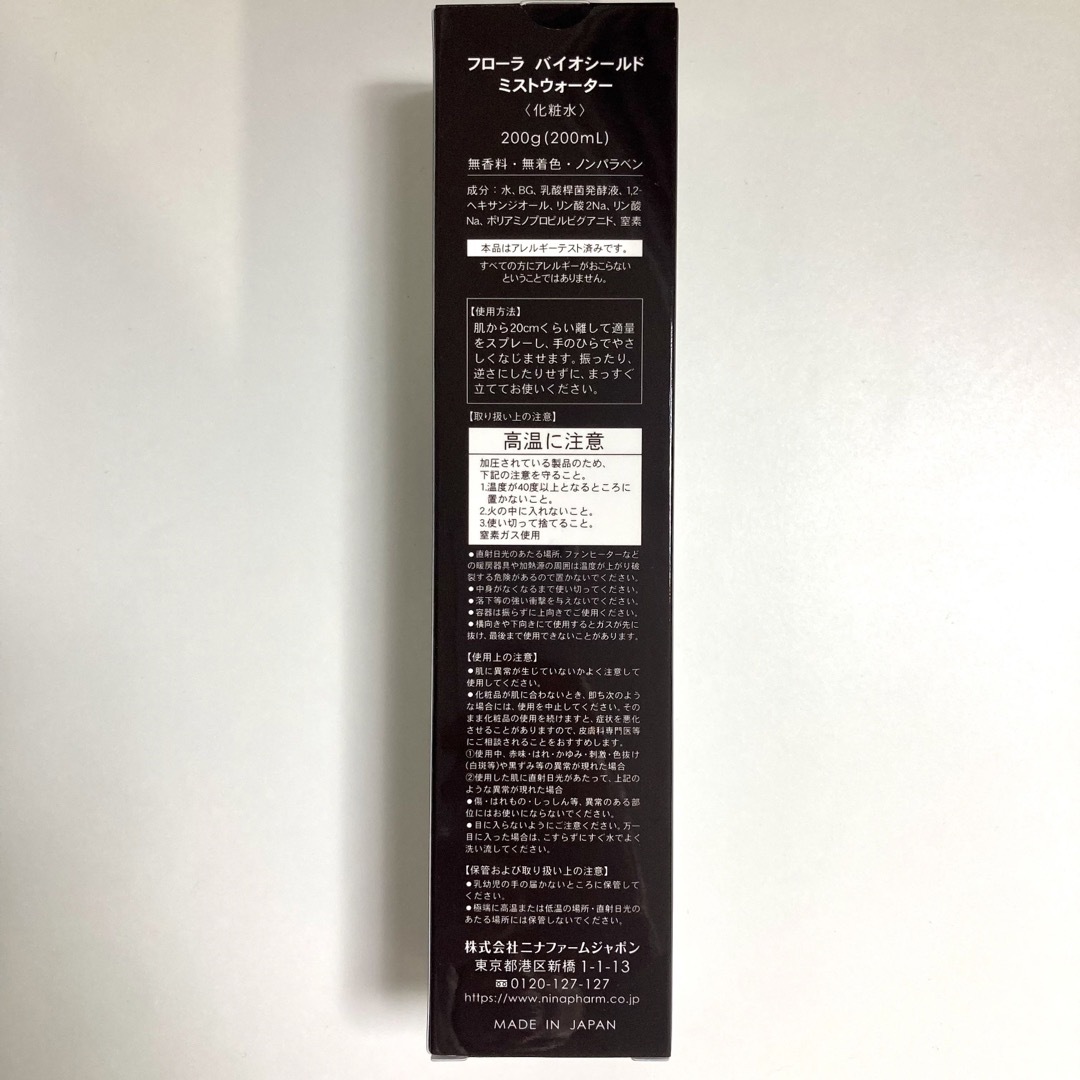 フローラ バイオシールド
ミストウォーター
〈化粧水〉
200g(200mL)
無香料・無着色・ノンパラベン
成分：水、BG、乳酸桿菌発酵液、1,2-
ヘキサンジオール、リン酸2Na、リン酸
Na、ポリアミノプロピルビグアニド、窒素
本品はアレルギーテスト済みです。
すべての方にアレルギーがおこらない
ということではありません。
【使用方法】
肌から20cmくらい離して適量
をスプレーし、手のひらでやさ
しくなじませます。振ったり、
逆さにしたりせずに、まっすぐ
立ててお使いください。
【取り扱い上の注意】
高温に注意
加圧されている製品のため、
下記の注意を守ること。
1.温度が40度以上となるところに
置かないこと。
2.火の中に入れないこと。
3.使い切って捨てること。
窒素ガス使用
●直射日光のあたる場所、ファンヒーターなど
の暖房器具や加熱源の周囲は温度が上がり破
裂する危険があるので置かないでください。
●中身がなくなるまで使い切ってください。
●落下等の強い衝撃を与えないでください。
●容器は振らずに上向きでご使用ください。
●横向きや下向きにて使用するとガスが先に
抜け、最後まで使用できないことがあります。
【使用上の注意】
●肌に異常が生じていないかよく注意して
使用してください。
●化粧品が肌に合わないとき、即ち次のよう
な場合には、使用を中止してください。その
まま化粧品の使用を続けますと、症状を悪化
させることがありますので、皮膚科専門医等
にご相談されることをおすすめします。
①使用中、赤味・はれ・かゆみ・刺激・色抜け
(白斑等)や黒ずみ等の異常が現れた場合
②使用した肌に直射日光があたって、上記の
ような異常が現れた場合
●傷・はれもの・しっしん等、異常のある部
位にはお使いにならないでください。
●目に入らないようにご注意ください。万一
目に入った場合は、こすらずにすぐ水でよく
洗い流してください。
【保管および取り扱い上の注意】
●乳幼児の手の届かないところに保管して
ください。
●極端に高温または低温の場所・直射日光の
あたる場所には保管しないでください。
株式会社ニナファームジャポン
東京都港区新橋 1-1-13
0120-127-127
https://www.ninapharm.co.jp
MADE IN JAPAN